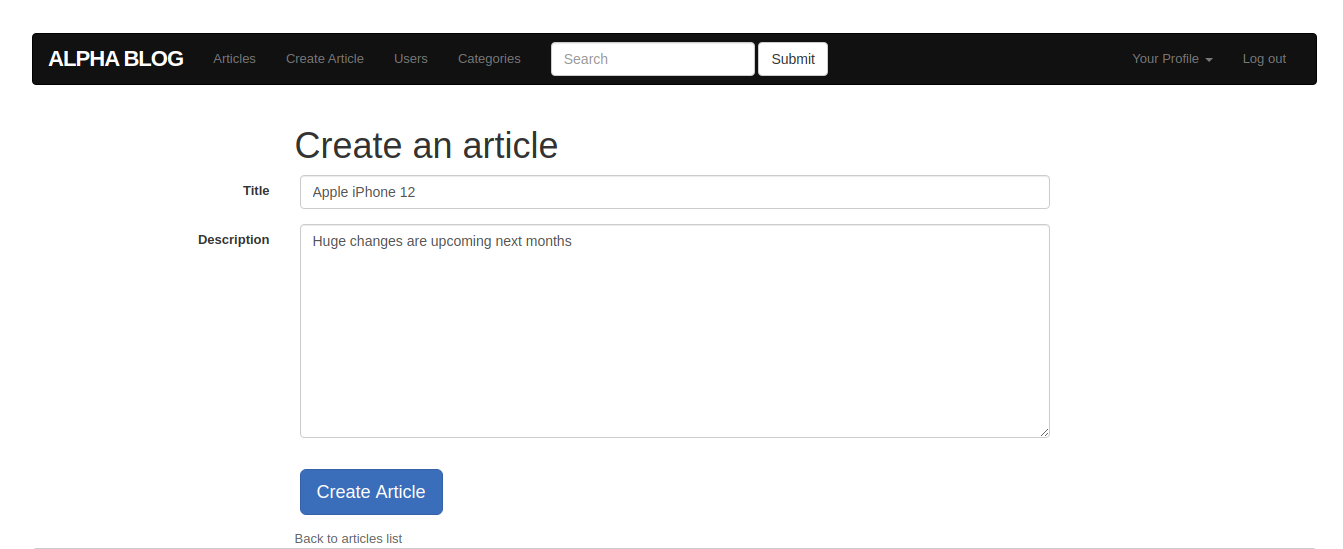 ALPHA BLOG Articles Create Article Users Categories Search Submit Your Profile Log out
Create an article
Title Apple iPhone 12
Description Huge changes are upcoming next months
Create Article
Back to articles list